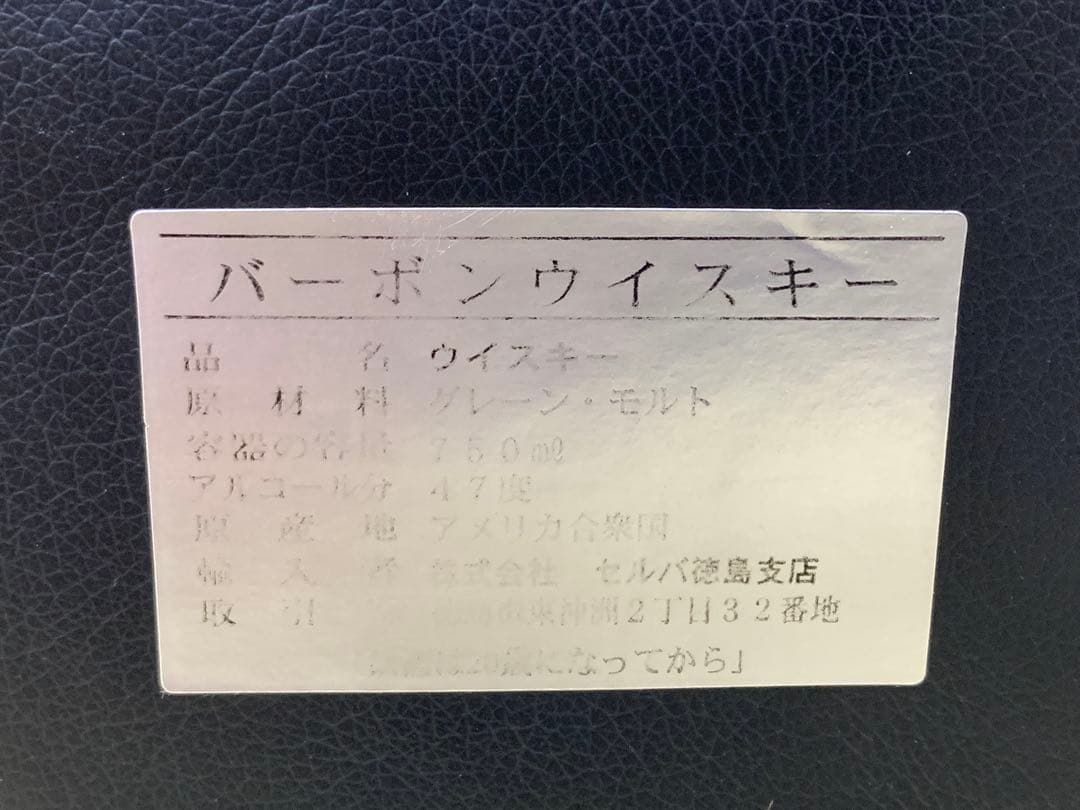 バーボンウイスキー
品名 ウイスキー
原材料 グレーン・モルト
容器の容量 750㎖
アルコール分 47度
原産地 アメリカ合衆国
輸入者 株式会社 セルバ徳島支店
取引 東沖洲2丁目32番地
は20歳になってから」